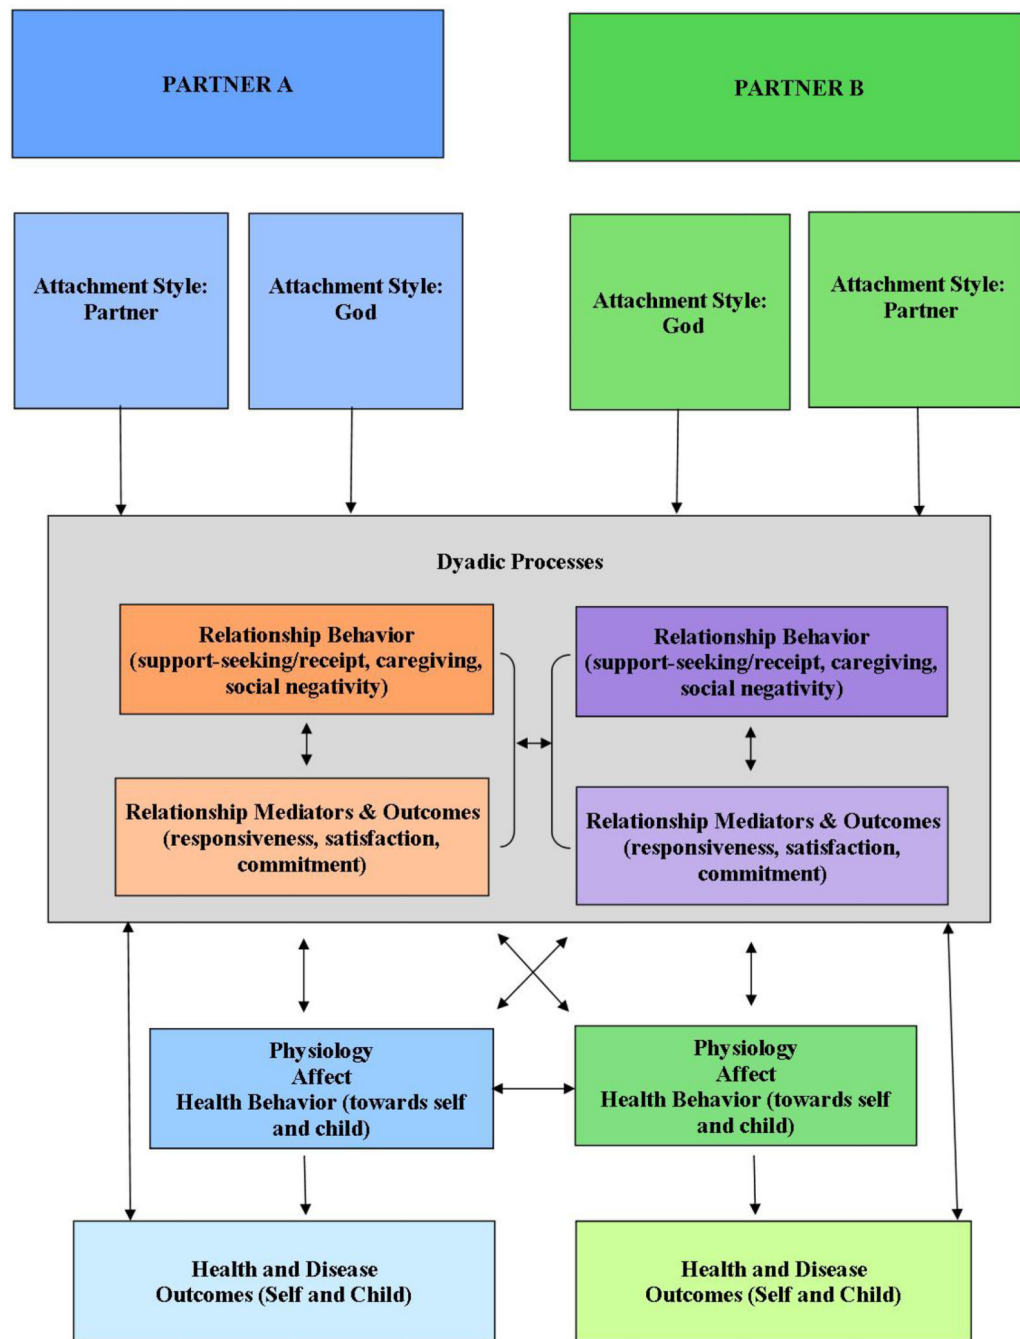 PARTNER A
PARTNER B
Attachment Style:
Partner
Attachment Style:
God
Attachment Style:
God
Attachment Style:
Partner
Dyadic Processes
Relationship Behavior
(support-seeking/receipt, caregiving,
social negativity)
Relationship Behavior
(support-seeking/receipt, caregiving,
social negativity)
Relationship Mediators & Outcomes
(responsiveness, satisfaction,
commitment)
Relationship Mediators & Outcomes
(responsiveness, satisfaction,
commitment)
Physiology
Affect
Health Behavior (towards self
and child)
Physiology
Affect
Health Behavior (towards self
and child)
Health and Disease
Outcomes (Self and Child)
Health and Disease
Outcomes (Self and Child)